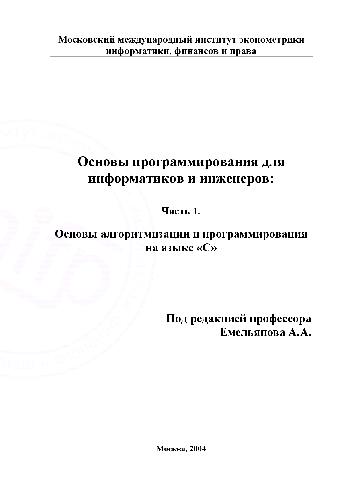 Московский международный институт эконометрики
информатики, финансов и права
Основы программирования для
информатиков и инженеров:
Часть 1.
Основы алгоритмизации и программирования
на языке «С»
Под редакцией профессора
Емельянова А.А.
Москва, 2004